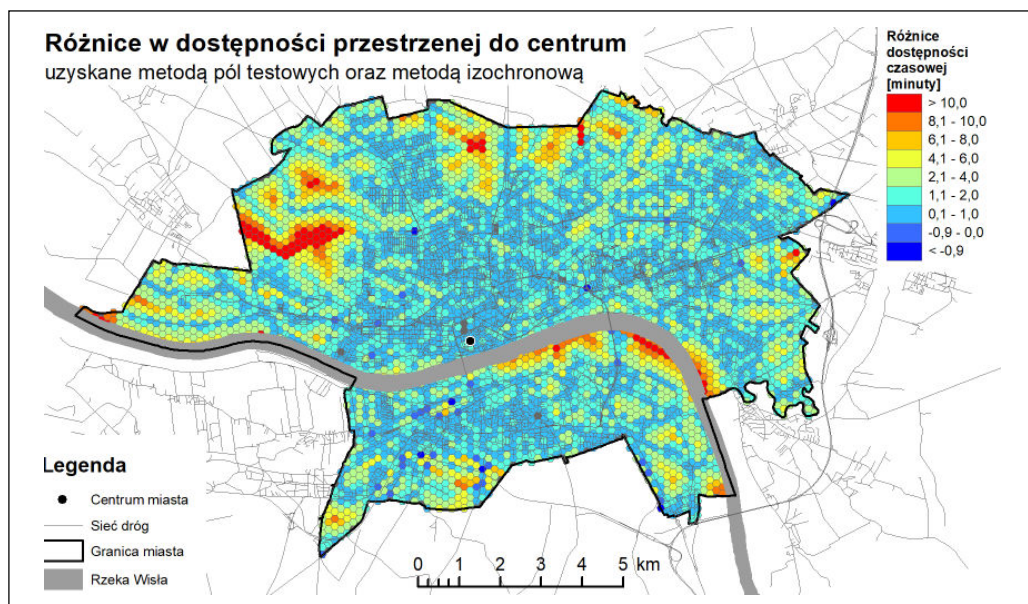 Różnice w dostępności przestrzenej do centrum
uzyskane metodą pól testowych oraz metodą izochronową
Różnice
dostępności
czasowej
[minuty]
> 10,0
8,1 - 10,0
6,1 - 8,0
4,1 - 6,0
2,1 - 4,0
1,1 - 2,0
0,1 - 1,0
-0,9 - 0,0
< -0,9
Legenda
Centrum miasta
Sieć dróg
Granica miasta
Rzeka Wisła
0 1 2 3 4 5 km